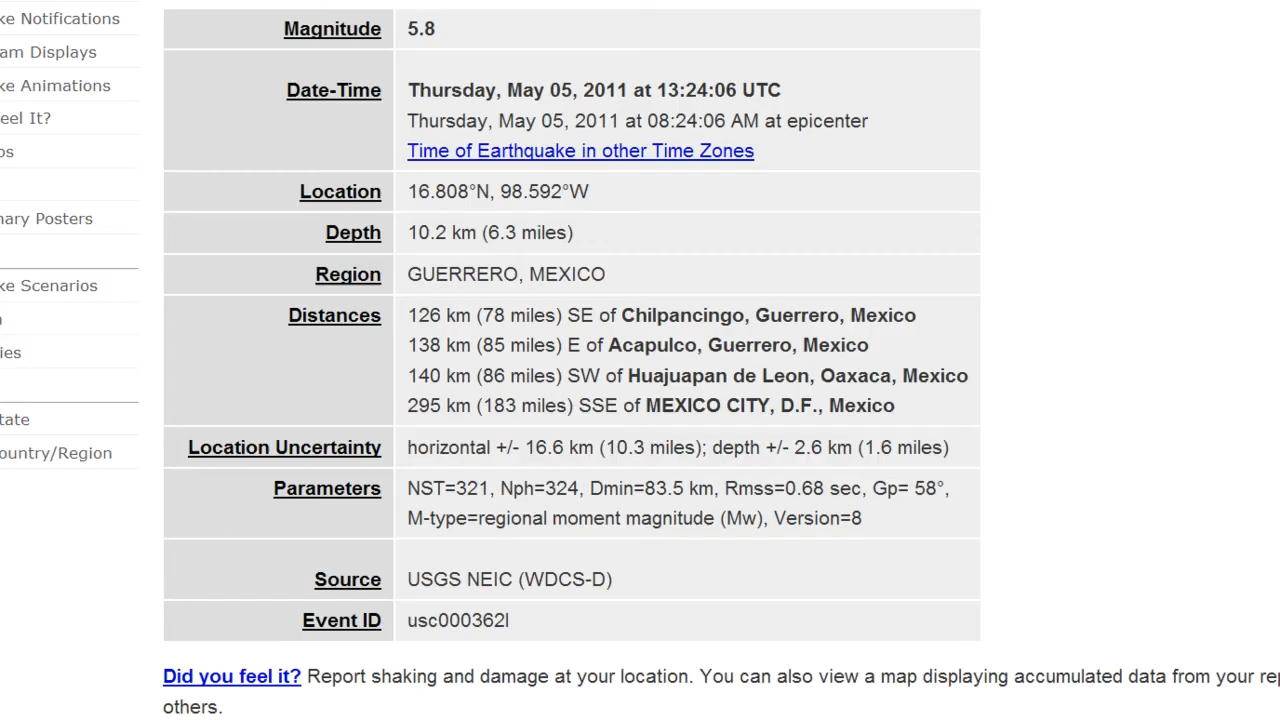 ke Notifications
am Displays
ke Animations
eel It?
os
nary Posters
ke Scenarios
n
ies
tate
ountry/Region
Magnitude 5.8
Date-Time Thursday, May 05, 2011 at 13:24:06 UTC
Thursday, May 05, 2011 at 08:24:06 AM at epicenter
Time of Earthquake in other Time Zones
Location 16.808°N, 98.592°W
Depth 10.2 km (6.3 miles)
Region GUERRERO, MEXICO
Distances 126 km (78 miles) SE of Chilpancingo, Guerrero, Mexico
138 km (85 miles) E of Acapulco, Guerrero, Mexico
140 km (86 miles) SW of Huajuapan de Leon, Oaxaca, Mexico
295 km (183 miles) SSE of MEXICO CITY, D.F., Mexico
Location Uncertainty horizontal +/- 16.6 km (10.3 miles); depth +/- 2.6 km (1.6 miles)
Parameters NST=321, Nph=324, Dmin=83.5 km, Rmss=0.68 sec, Gp= 58°,
M-type=regional moment magnitude (Mw), Version=8
Source USGS NEIC (WDCS-D)
Event ID usc000362l
Did you feel it? Report shaking and damage at your location. You can also view a map displaying accumulated data from your rep
others.